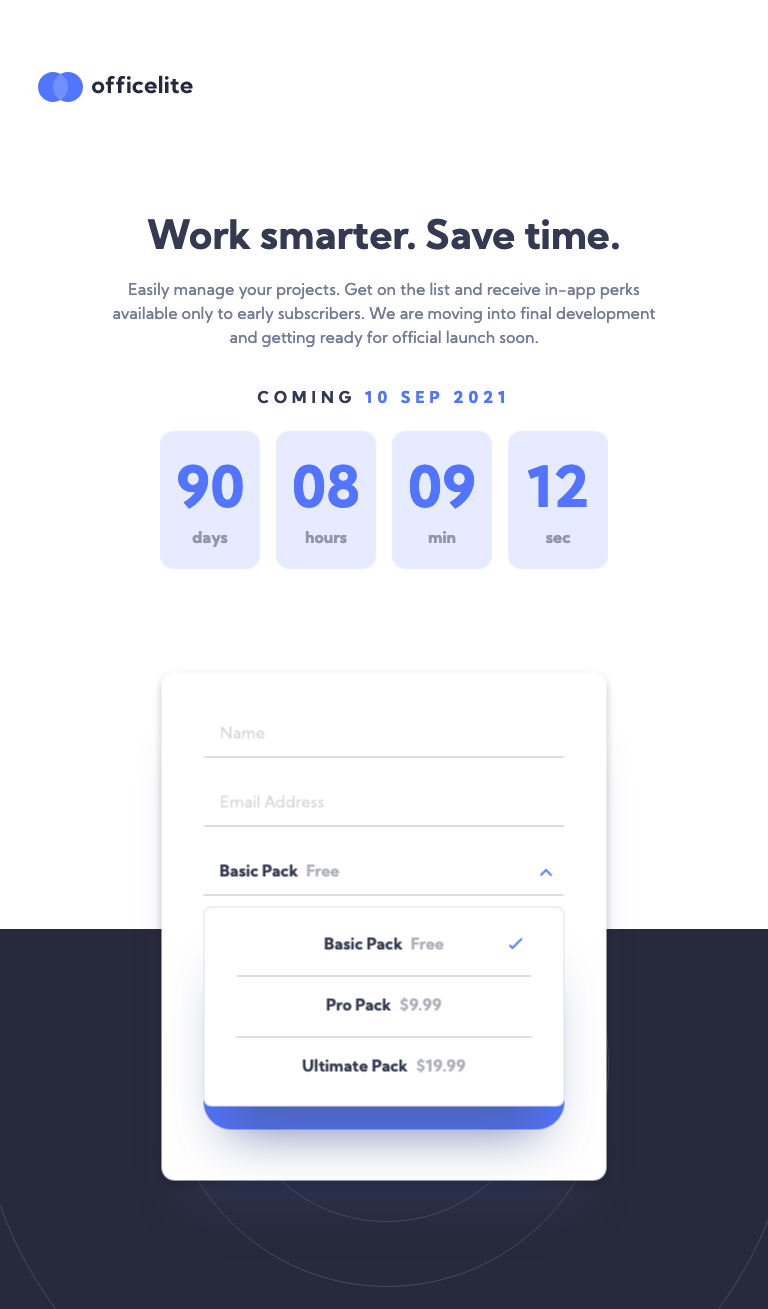 officelite
Work smarter. Save time.
Easily manage your projects. Get on the list and receive in-app perks
available only to early subscribers. We are moving into final development
and getting ready for official launch soon.
COMING 10 SEP 2021
90 08 09 12
days hours min sec
Name
Email Address
Basic Pack Free
Basic Pack Free
Pro Pack $9.99
Ultimate Pack $19.99